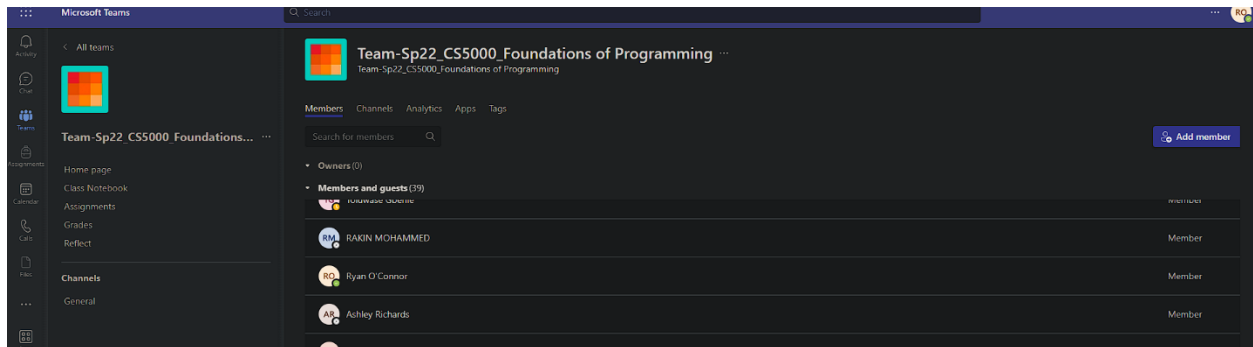 Microsoft Teams
Search
RO
Activity
Chat
Teams
Assignments
Calendar
Calls
Files
All teams
Team-Sp22_CS5000_Foundations...
Home page
Class Notebook
Assignments
Grades
Reflect
Channels
General
Team-Sp22_CS5000_Foundations of Programming
Team-Sp22_CS5000_Foundations of Programming
Members Channels Analytics Apps Tags
Search for members
Add member
Owners (0)
Members and guests (39)
Member
RM RAKIN MOHAMMED Member
RO Ryan O'Connor Member
AR Ashley Richards Member